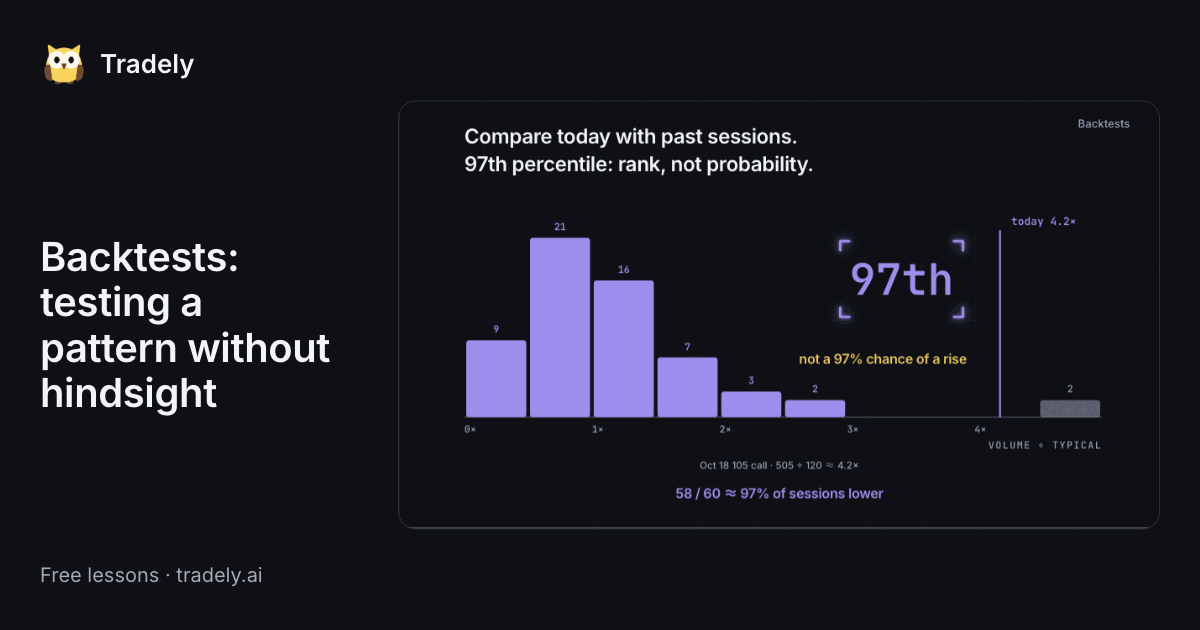 Tradely
Backtests:
testing a
pattern without
hindsight
Free lessons · tradely.ai
Backtests
Compare today with past sessions.
97th percentile: rank, not probability.
today 4.2×
97th
not a 97% chance of a rise
9
21
16
7
3
2
2
0×
1×
2×
3×
4×
VOLUME ÷ TYPICAL
Oct 18 105 call · 505 ÷ 120 ≈ 4.2×
58 / 60 ≈ 97% of sessions lower